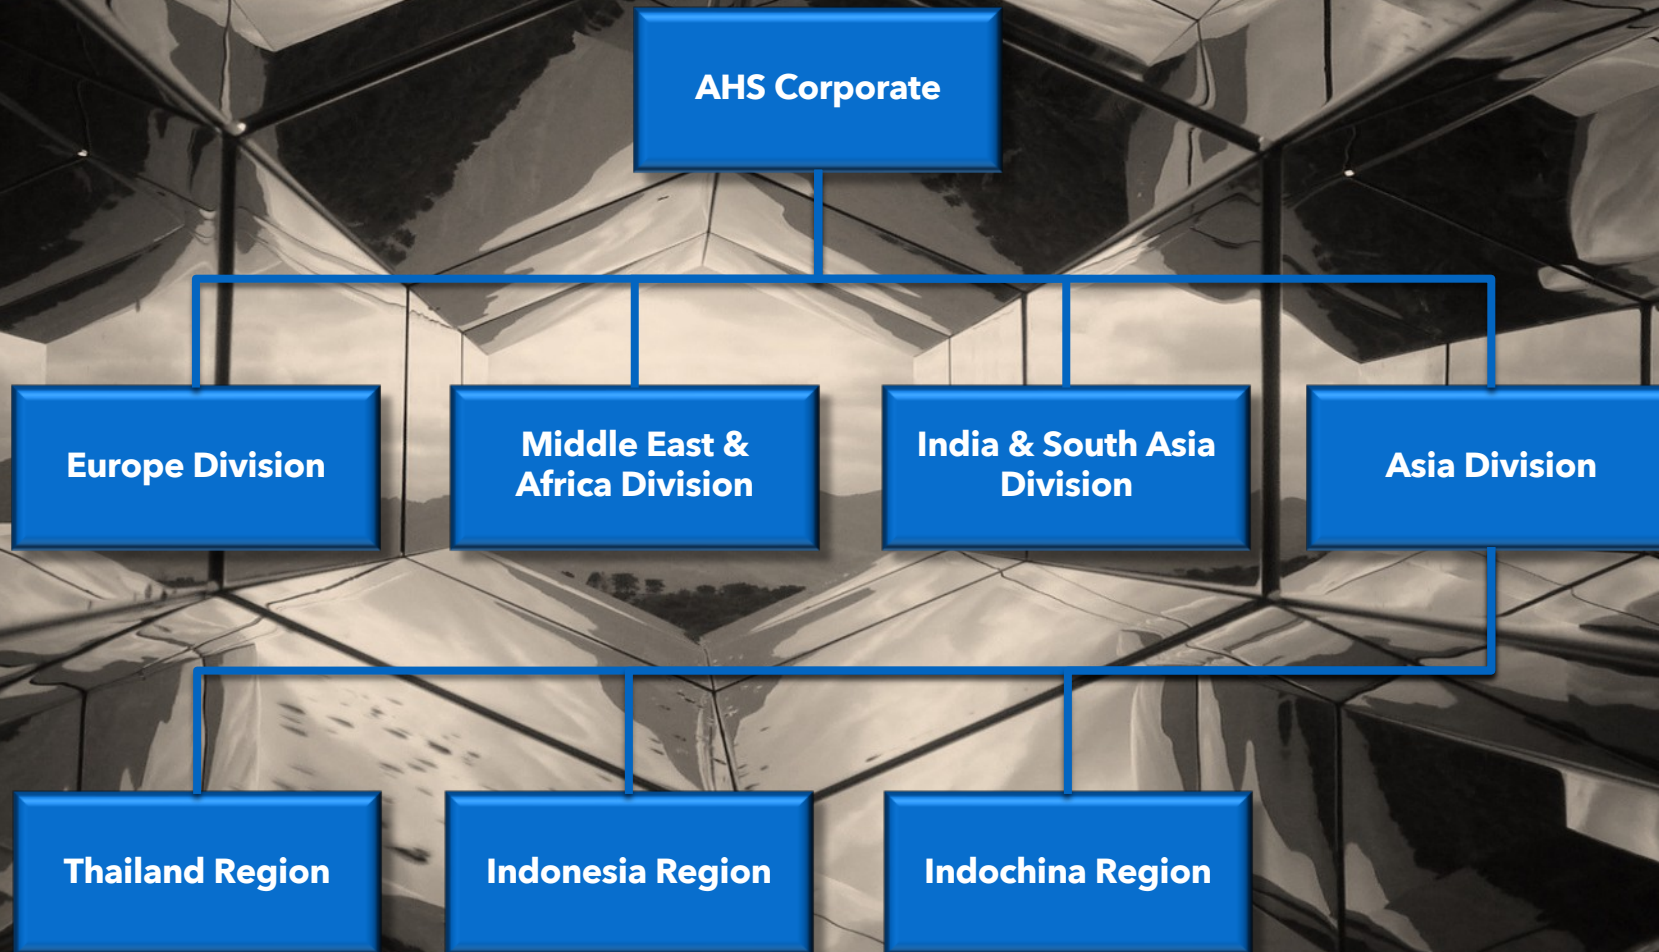 AHS Corporate
Europe Division
Middle East &
Africa Division
India & South Asia
Division
Asia Division
Thailand Region
Indonesia Region
Indochina Region